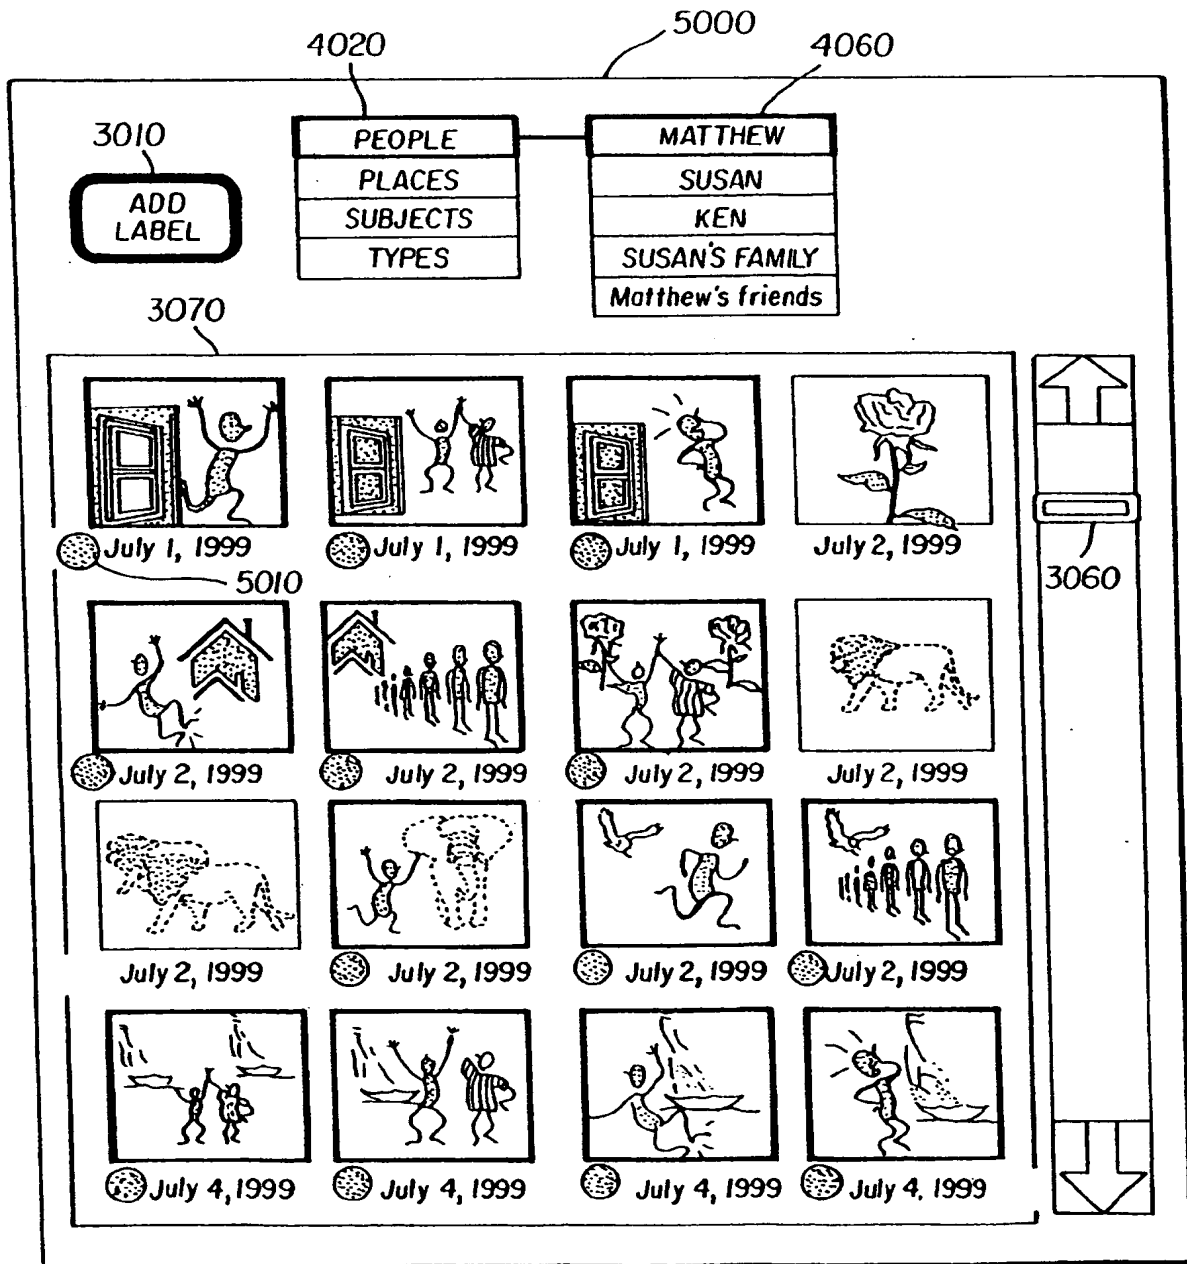 5000
4020
4060
3010
ADD
LABEL
PEOPLE
PLACES
SUBJECTS
TYPES
MATTHEW
SUSAN
KEN
SUSAN'S FAMILY
Matthew's friends
3070
July 1, 1999
July 1, 1999
July 1, 1999
July 2, 1999
5010
3060
July 2, 1999
July 2, 1999
July 2, 1999
July 2, 1999
July 2, 1999
July 2, 1999
July 2, 1999
July 2, 1999
July 4, 1999
July 4, 1999
July 4, 1999
July 4, 1999